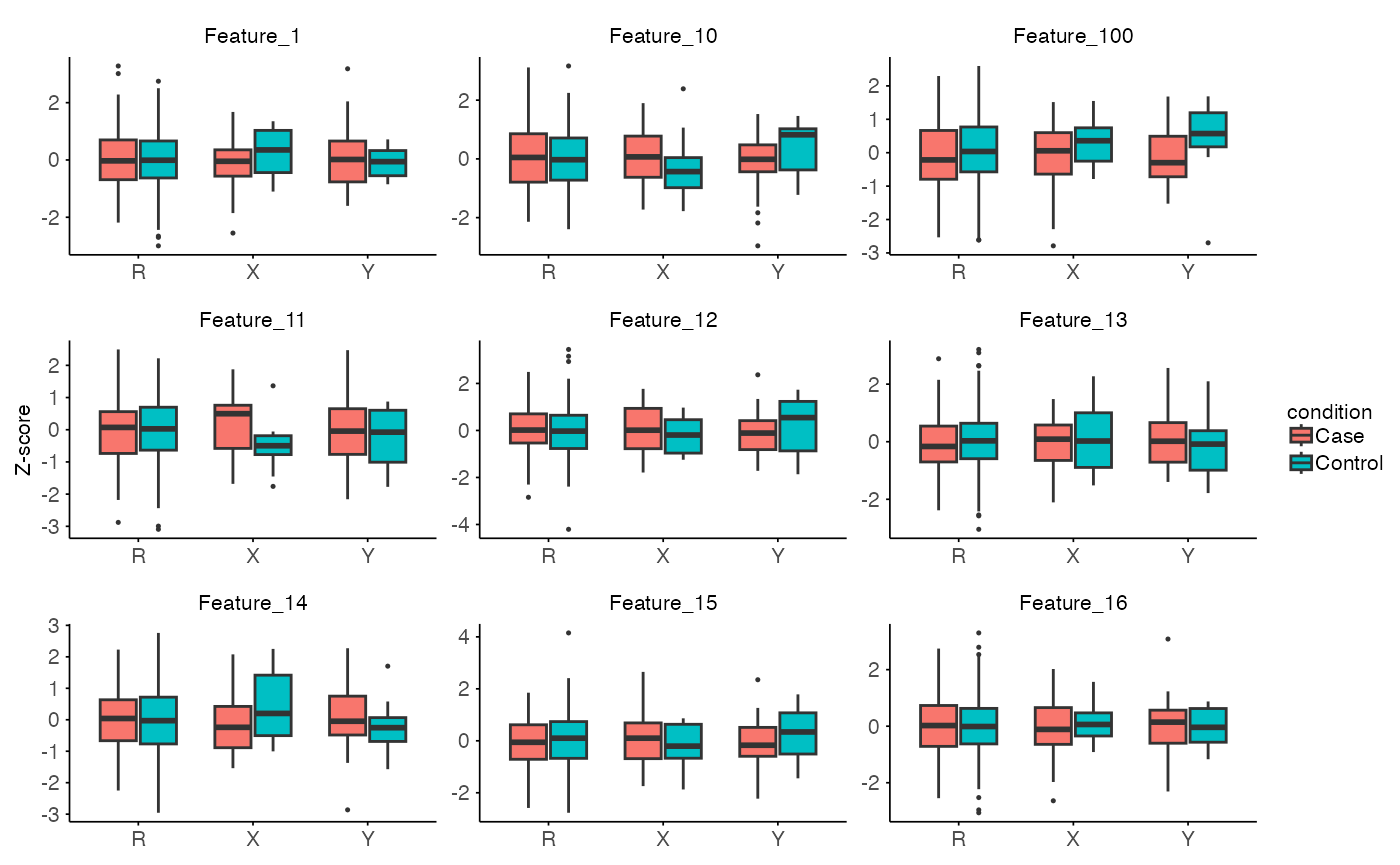 Feature_1
Feature_10
Feature_100
2
0
-2
2
0
-2
2
1
0
-1
-2
-3
R X Y
R X Y
R X Y
Feature_11
Feature_12
Feature_13
2
1
0
-1
-2
-3
2
0
-2
-4
2
0
-2
R X Y
R X Y
R X Y
Z-score
condition
Case
Control
Feature_14
Feature_15
Feature_16
3
2
1
0
-1
-2
-3
4
2
0
-2
2
0
-2
R X Y
R X Y
R X Y